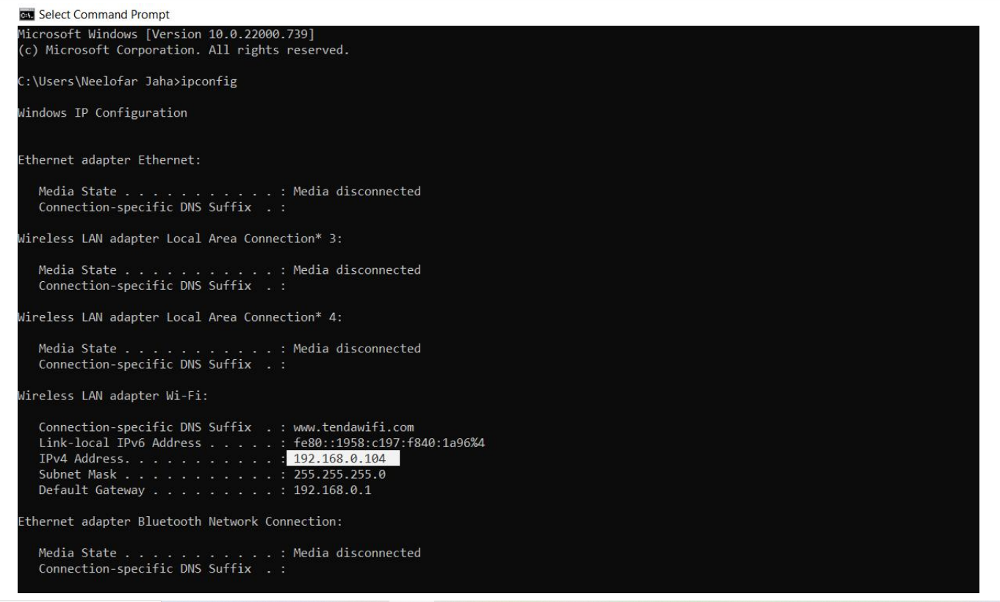 Select Command Prompt
Microsoft Windows [Version 10.0.22000.739]
(c) Microsoft Corporation. All rights reserved.
C:\Users\Neelofar Jaha>ipconfig
Windows IP Configuration
Ethernet adapter Ethernet:
Media State . . . . . . . . . . . : Media disconnected
Connection-specific DNS Suffix  . :
Wireless LAN adapter Local Area Connection* 3:
Media State . . . . . . . . . . . : Media disconnected
Connection-specific DNS Suffix  . :
Wireless LAN adapter Local Area Connection* 4:
Media State . . . . . . . . . . . : Media disconnected
Connection-specific DNS Suffix  . :
Wireless LAN adapter Wi-Fi:
Connection-specific DNS Suffix  . : www.tendawifi.com
Link-local IPv6 Address . . . . . : fe80::1958:c197:f840:1a96%4
IPv4 Address. . . . . . . . . . . : 192.168.0.104
Subnet Mask . . . . . . . . . . . : 255.255.255.0
Default Gateway . . . . . . . . . : 192.168.0.1
Ethernet adapter Bluetooth Network Connection:
Media State . . . . . . . . . . . : Media disconnected
Connection-specific DNS Suffix  . :